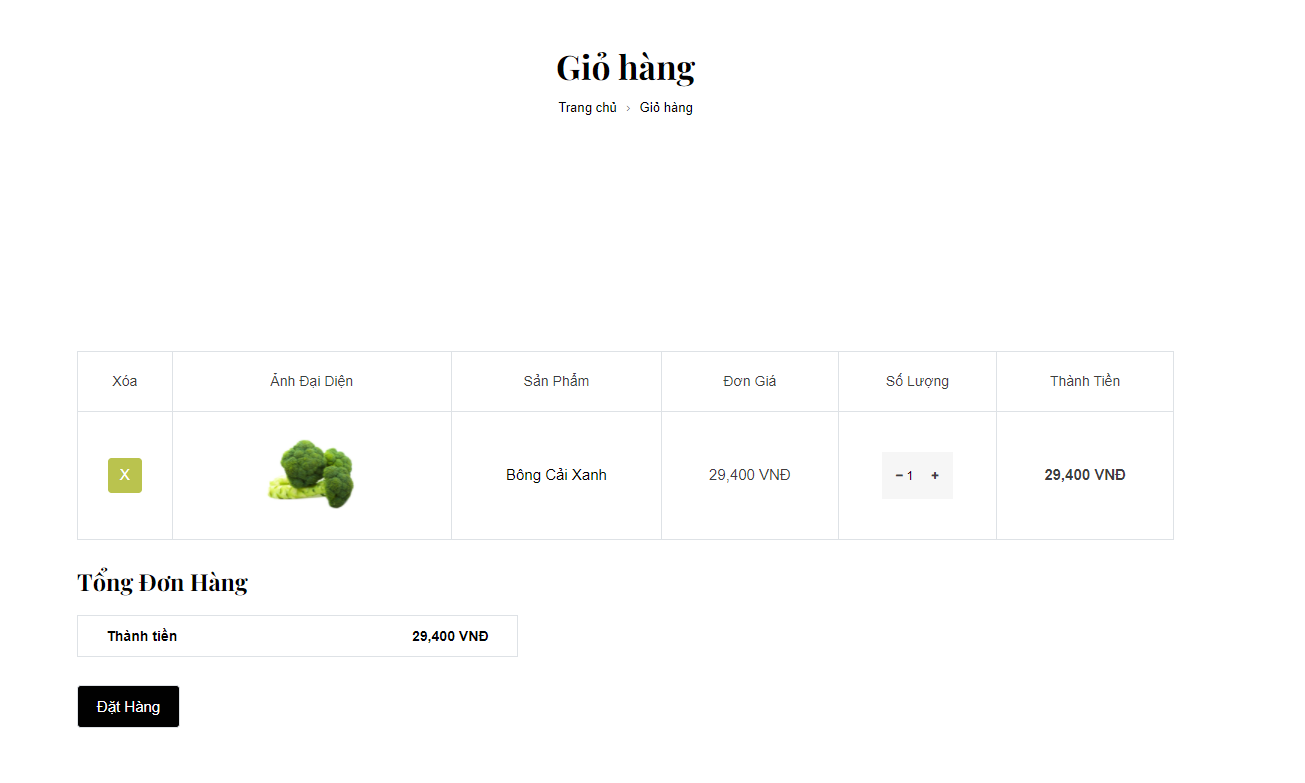 Giỏ hàng
Trang chủ › Giỏ hàng
Xóa Ảnh Đại Diện Sản Phẩm Đơn Giá Số Lượng Thành Tiền
X Bông Cải Xanh 29,400 VNĐ − 1 + 29,400 VNĐ
Tổng Đơn Hàng
Thành tiền 29,400 VNĐ
Đặt Hàng